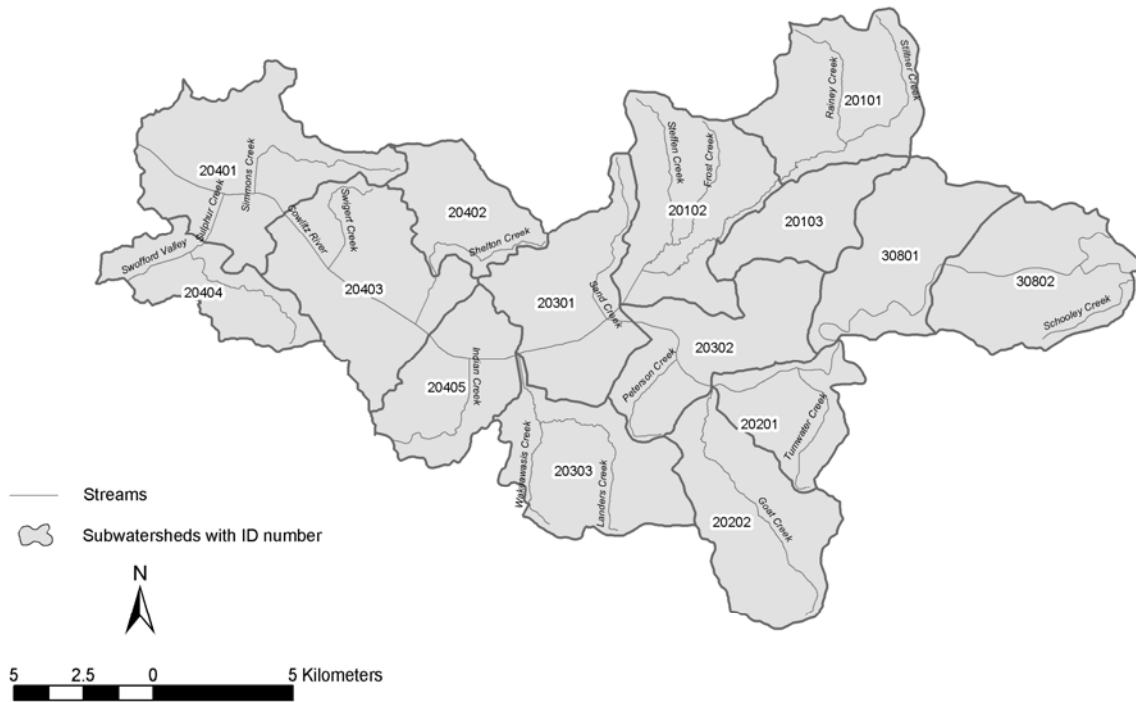 Stiltner Creek
Rainey Creek
20101
Steffen Creek
Frost Creek
20102
20401
Simmons Creek
Sulphur Creek
Swigert Creek
20402
20103
Cowlitz River
Shelton Creek
Swofford Valley
30801
20404
20403
30802
Sand Creek
20301
Schooley Creek
20302
Peterson Creek
Indian Creek
20405
20201
Tumwater Creek
Landers Creek
20303
Goat Creek
20202
Streams
Subwatersheds with ID number
N
5 2.5 0 5 Kilometers